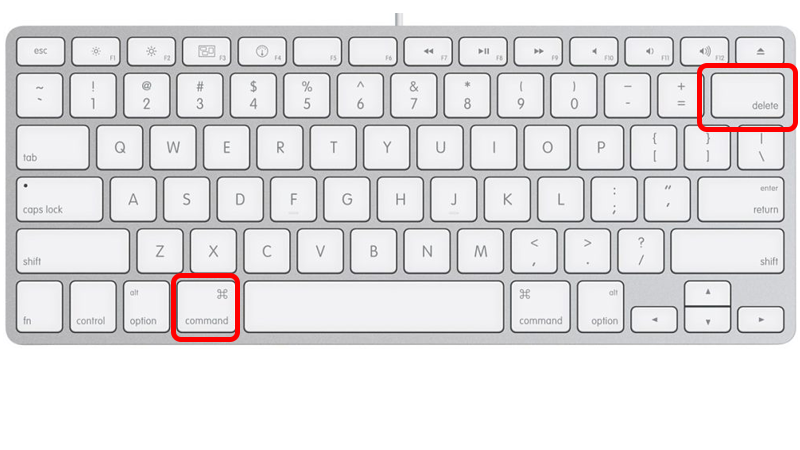 esc F1 F2 F3 F4 F5 F6 F7 F8 F9 F10 F11 F12
~ ! @ # $ % ^ & * ( ) — +
` 1 2 3 4 5 6 7 8 9 0 - = delete
tab Q W E R T Y U I O P { [ } ] | \
caps lock A S D F G H J K L : ; " ' enter return
shift Z X C V B N M < , > . ? / shift
fn control alt option ⌘ command ⌘ command alt option